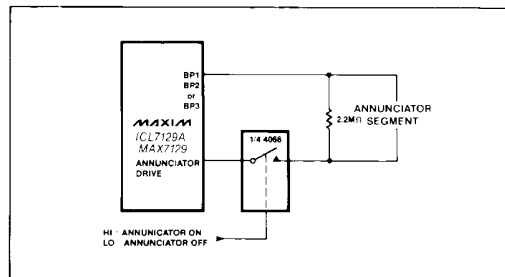 BP1
BP2
or
BP3
MAXIM
ICL7129A
MAX7129
ANNUNCIATOR
DRIVE
1/4 4066
2.2MΩ
ANNUNCIATOR
SEGMENT
HI · ANNUNICATOR ON
LO ANNUNCIATOR OFF